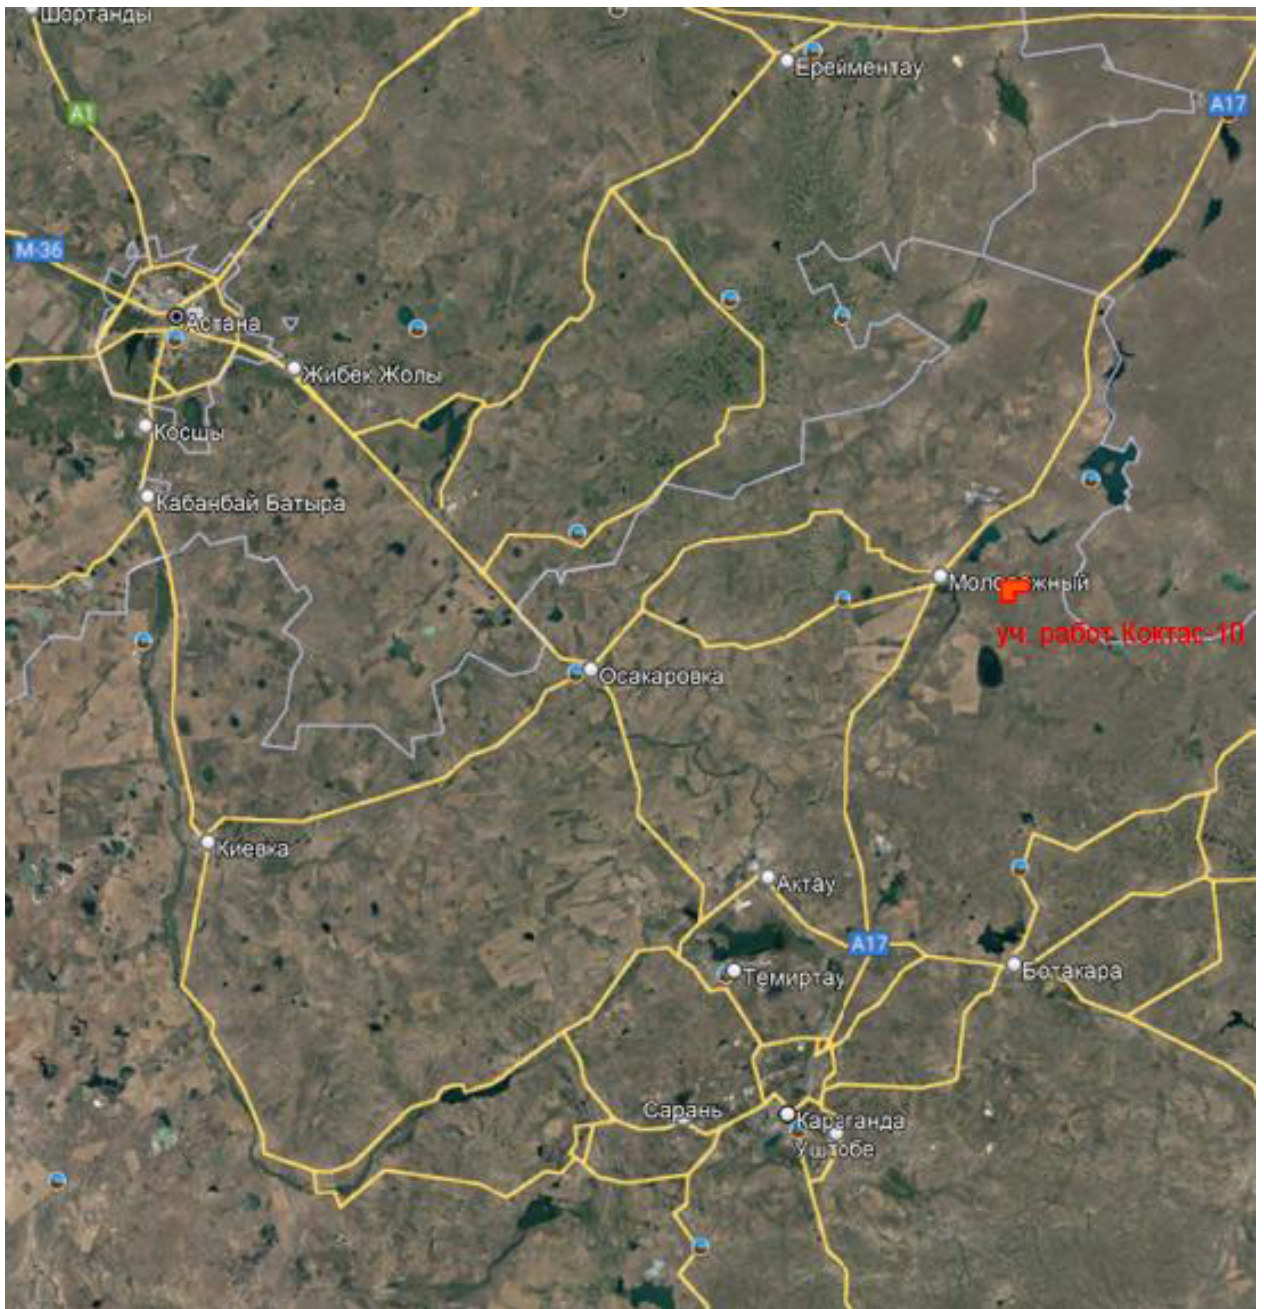 Шортанды
Ерейментау
A1
A17
M-36
Астана
Жибек Жолы
Косшы
Кабанбай Батыра
Молодежный
уч. работ Коктас-10
Осакаровка
Киевка
Актау
A17
Ботакара
Темиртау
Сарань
Караганда
Уштобе